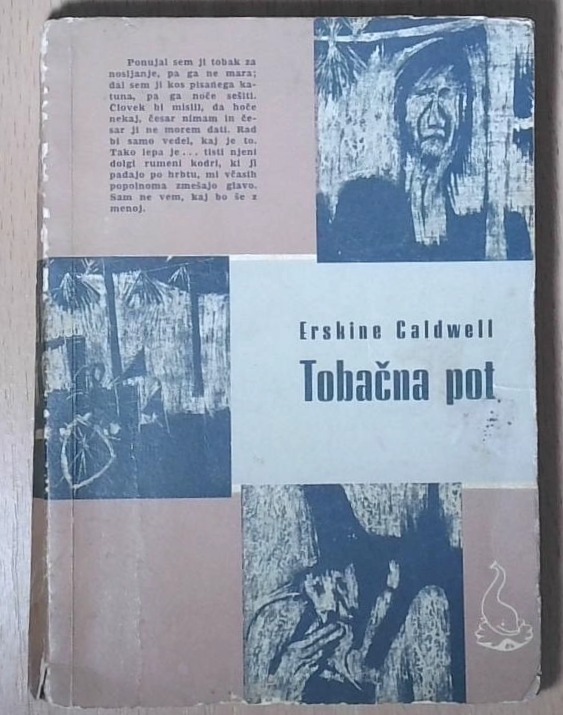 Ponujal sem ji tobak za
nosljanje, pa ga ne mara;
dal sem ji kos pisanega ka-
tuna, pa ga noče sešiti.
Človek bi mislil, da hoče
nekaj, česar nimam in če-
sar ji ne morem dati. Rad
bi samo vedel, kaj je to.
Tako lepa je... tisti njeni
dolgi rumeni kodri, ki ji
padajo po hrbtu, mi včasih
popolnoma zmešajo glavo.
Sam ne vem, kaj bo še z
menoj.
Erskine Caldwell
Tobačna pot